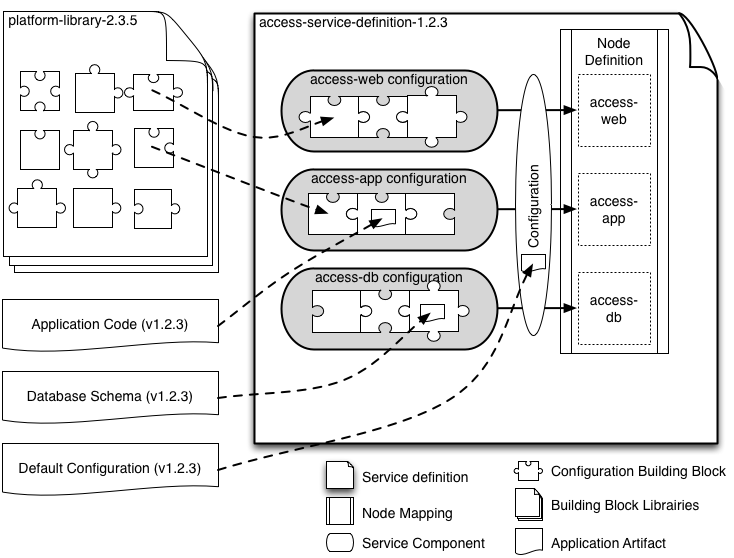 platform-library-2.3.5
access-service-definition-1.2.3
access-web configuration
access-app configuration
access-db configuration
Configuration
Node
Definition
access-
web
access-
app
access-
db
Application Code (v1.2.3)
Database Schema (v1.2.3)
Default Configuration (v1.2.3)
Service definition
Node Mapping
Service Component
Configuration Building Block
Building Block Librairies
Application Artifact